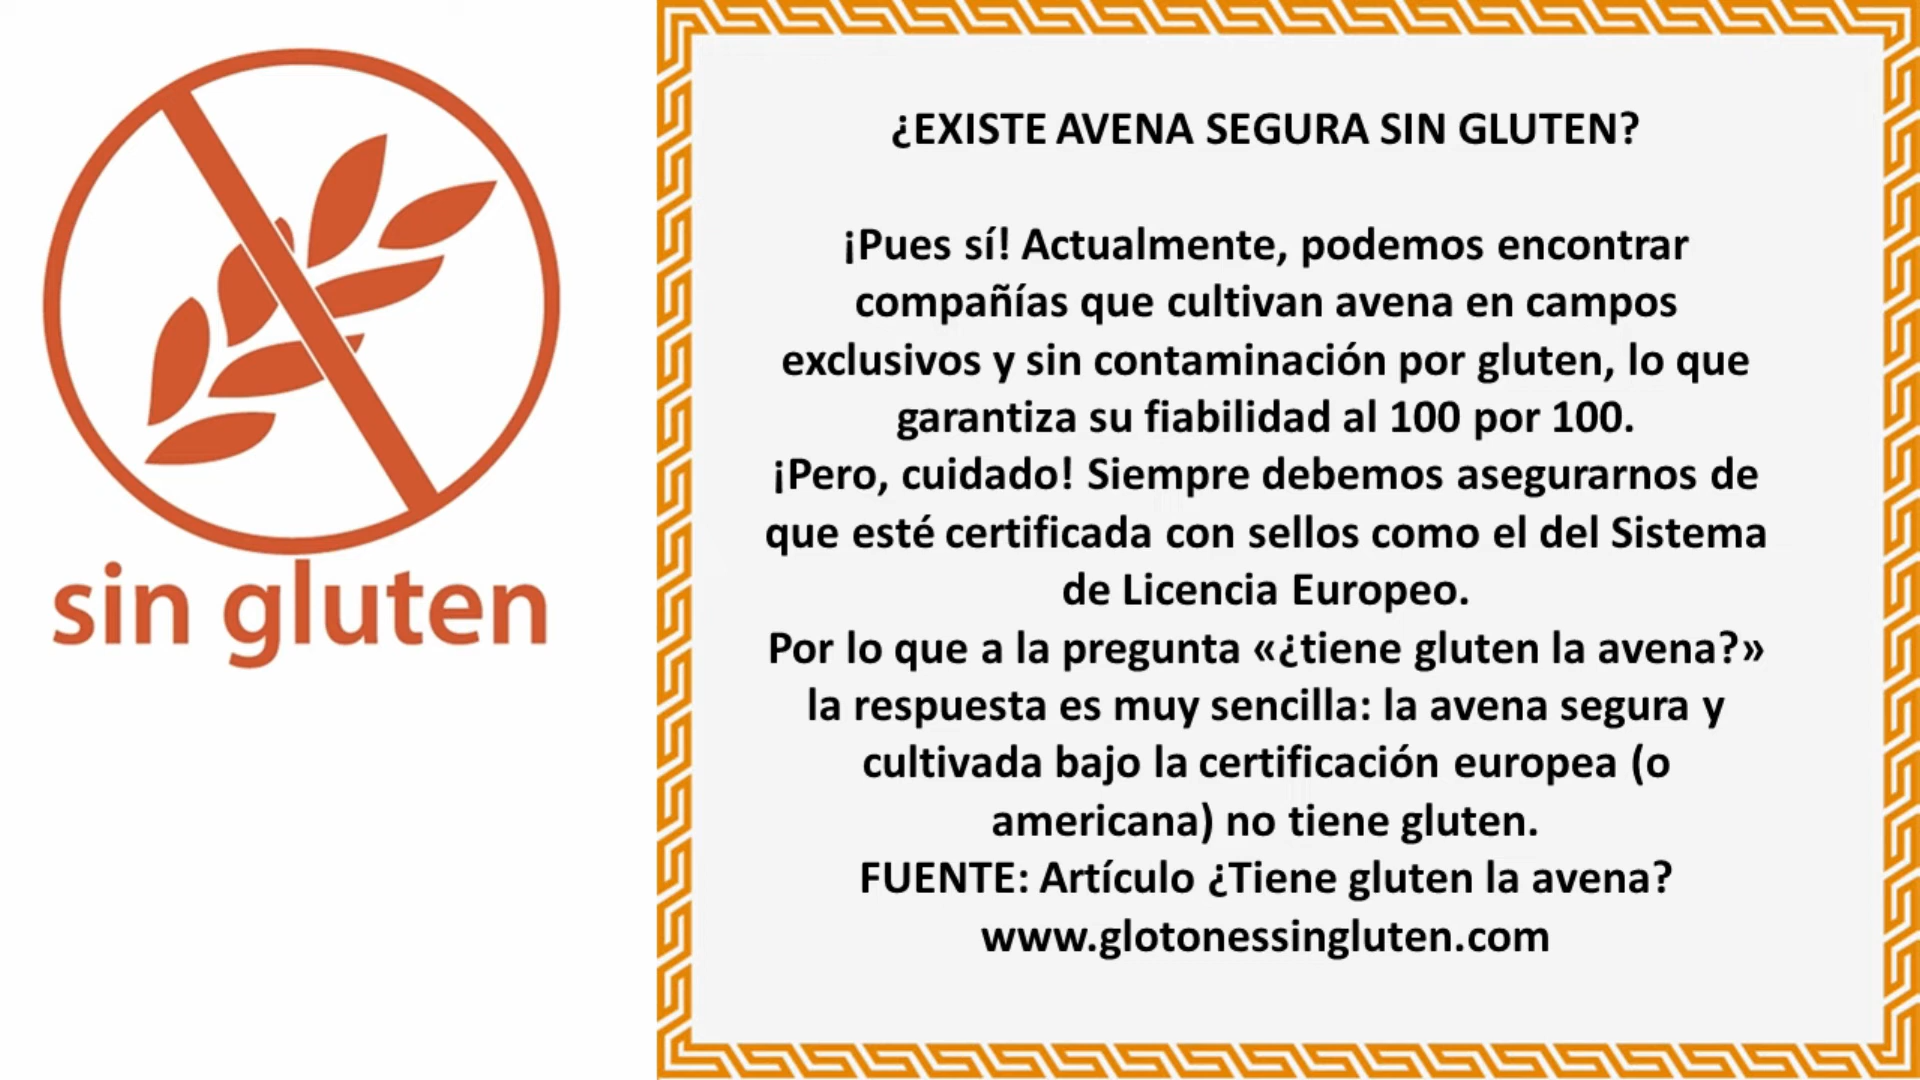 sin gluten
¿EXISTE AVENA SEGURA SIN GLUTEN?
¡Pues sí! Actualmente, podemos encontrar
compañías que cultivan avena en campos
exclusivos y sin contaminación por gluten, lo que
garantiza su fiabilidad al 100 por 100.
¡Pero, cuidado! Siempre debemos asegurarnos de
que esté certificada con sellos como el del Sistema
de Licencia Europeo.
Por lo que a la pregunta «¿tiene gluten la avena?»
la respuesta es muy sencilla: la avena segura y
cultivada bajo la certificación europea (o
americana) no tiene gluten.
FUENTE: Artículo ¿Tiene gluten la avena?
www.glotonessingluten.com